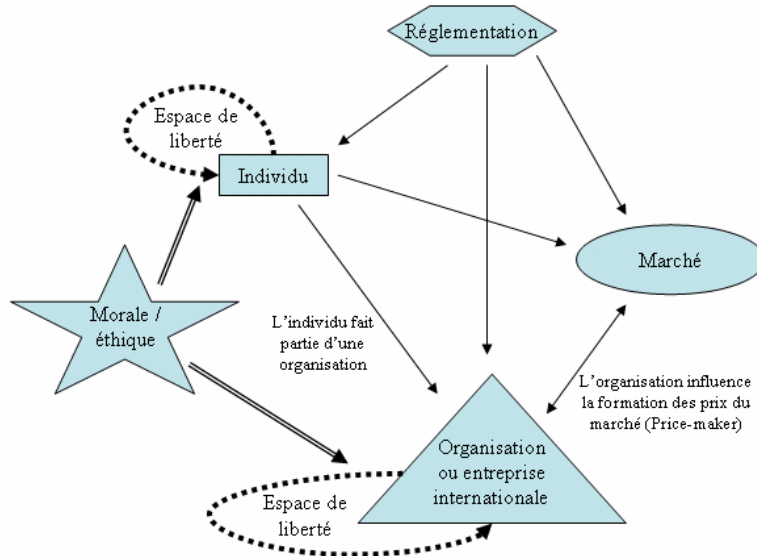 Réglementation
Espace de
liberté
Individu
Marché
Morale /
éthique
L’individu fait
partie d’une
organisation
L’organisation influence
la formation des prix du
marché (Price-maker)
Organisation
ou entreprise
internationale
Espace de
liberté